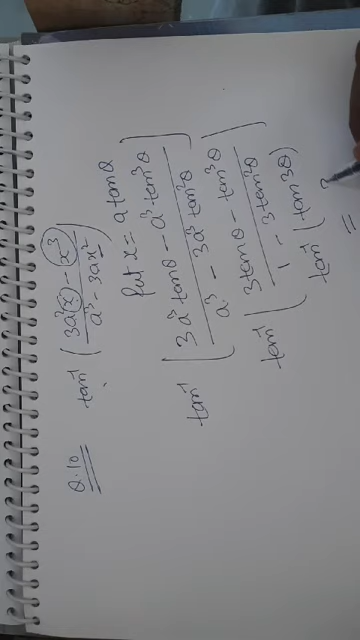 Q.10 tan⁻¹ ( (3a²x - x³) / (a³ - 3ax²) )
Put x = a tanθ
tan⁻¹ [ (3a³ tanθ - a³ tan³θ) / (a³ - 3a³ tan²θ) ]
tan⁻¹ ( (3tanθ - tan³θ) / (1 - 3tan²θ) )
tan⁻¹ (tan3θ)
=